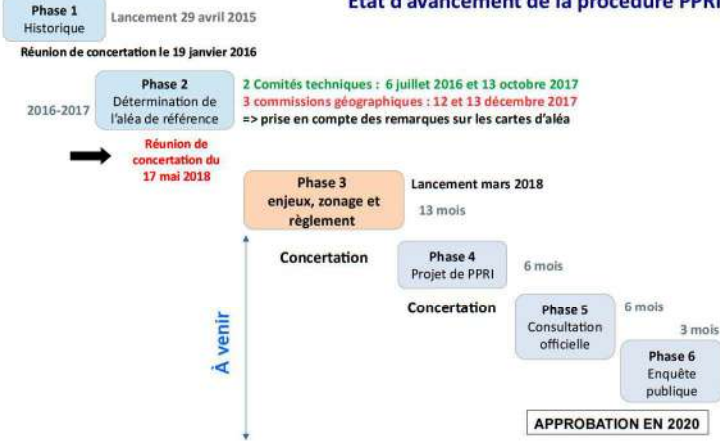 État d'avancement de la procédure PPRI
Phase 1
Historique
Lancement 29 avril 2015
Réunion de concertation le 19 janvier 2016
2016-2017
Phase 2
Détermination de
l'aléa de référence
2 Comités techniques : 6 juillet 2016 et 13 octobre 2017
3 commissions géographiques : 12 et 13 décembre 2017
=> prise en compte des remarques sur les cartes d'aléa
Réunion de
concertation du
17 mai 2018
Phase 3
enjeux, zonage et
règlement
Lancement mars 2018
13 mois
Concertation
Phase 4
Projet de PPRI
6 mois
Concertation
Phase 5
Consultation
officielle
6 mois
3 mois
Phase 6
Enquête
publique
À venir
APPROBATION EN 2020